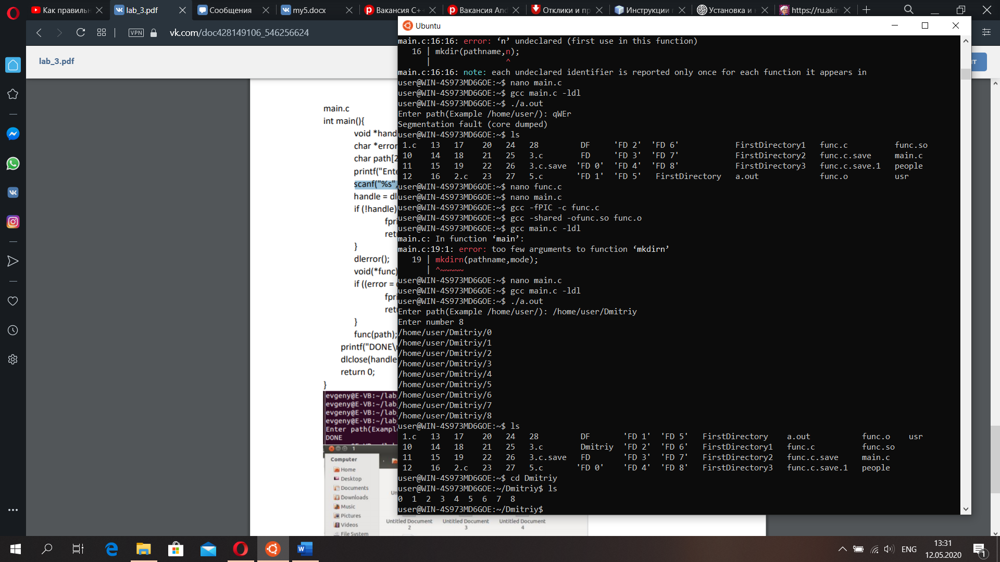 Как правильн
lab_3.pdf
Сообщения
my5.docx
Вакансия C+
Вакансия And
Отклики и пр
Инструкции
Установка и
https://ru.akin
VPN
vk.com/doc428149106_546256624
lab_3.pdf
main.c
int main(){
void *hand
char *error
char path[2
printf("Ente
scanf("%s",
handle = dl
if (!handle)
fpri
retu
}
dlerror();
void(*func)
if ((error = d
fpri
retu
}
func(path);
printf("DONE\n
dlclose(handle
return 0;
}
evgeny@E-VB:~/lab_
evgeny@E-VB:~/lab_
evgeny@E-VB:~/lab_
evgeny@E-VB:~/lab_
Enter path(Example
DONE
1
Computer
Home
Desktop
Documents
Downloads
Music
Pictures
Videos
File System
Untitled Document 2
Untitled Document 3
Untitled Document 4
Ubuntu
main.c:16:16: error: ‘n’ undeclared (first use in this function)
16 | mkdir(pathname,n);
| ^
main.c:16:16: note: each undeclared identifier is reported only once for each function it appears in
user@WIN-4S973MD6GOE:~$ nano main.c
user@WIN-4S973MD6GOE:~$ gcc main.c -ldl
user@WIN-4S973MD6GOE:~$ ./a.out
Enter path(Example /home/user/): qWEr
Segmentation fault (core dumped)
user@WIN-4S973MD6GOE:~$ ls
1.c 13 17 20 24 28 DF 'FD 2' 'FD 6' FirstDirectory1 func.c func.so
10 14 18 21 25 3.c FD 'FD 3' 'FD 7' FirstDirectory2 func.c.save main.c
11 15 19 22 26 3.c.save 'FD 0' 'FD 4' 'FD 8' FirstDirectory3 func.c.save.1 people
12 16 2.c 23 27 5.c 'FD 1' 'FD 5' FirstDirectory a.out func.o usr
user@WIN-4S973MD6GOE:~$ nano func.c
user@WIN-4S973MD6GOE:~$ nano main.c
user@WIN-4S973MD6GOE:~$ gcc -fPIC -c func.c
user@WIN-4S973MD6GOE:~$ gcc -shared -ofunc.so func.o
user@WIN-4S973MD6GOE:~$ gcc main.c -ldl
main.c: In function ‘main’:
main.c:19:1: error: too few arguments to function ‘mkdirn’
19 | mkdirn(pathname,mode);
| ^~~~~~
user@WIN-4S973MD6GOE:~$ nano main.c
user@WIN-4S973MD6GOE:~$ gcc main.c -ldl
user@WIN-4S973MD6GOE:~$ ./a.out
Enter path(Example /home/user/): /home/user/Dmitriy
Enter number 8
/home/user/Dmitriy/0
/home/user/Dmitriy/1
/home/user/Dmitriy/2
/home/user/Dmitriy/3
/home/user/Dmitriy/4
/home/user/Dmitriy/5
/home/user/Dmitriy/6
/home/user/Dmitriy/7
/home/user/Dmitriy/8
user@WIN-4S973MD6GOE:~$ ls
1.c 13 17 20 24 28 DF 'FD 1' 'FD 5' FirstDirectory a.out func.o usr
10 14 18 21 25 3.c Dmitriy 'FD 2' 'FD 6' FirstDirectory1 func.c func.so
11 15 19 22 26 3.c.save FD 'FD 3' 'FD 7' FirstDirectory2 func.c.save main.c
12 16 2.c 23 27 5.c 'FD 0' 'FD 4' 'FD 8' FirstDirectory3 func.c.save.1 people
user@WIN-4S973MD6GOE:~$ cd Dmitriy
user@WIN-4S973MD6GOE:~/Dmitriy$ ls
0 1 2 3 4 5 6 7 8
user@WIN-4S973MD6GOE:~/Dmitriy$
ENG
13:31
12.05.2020
1